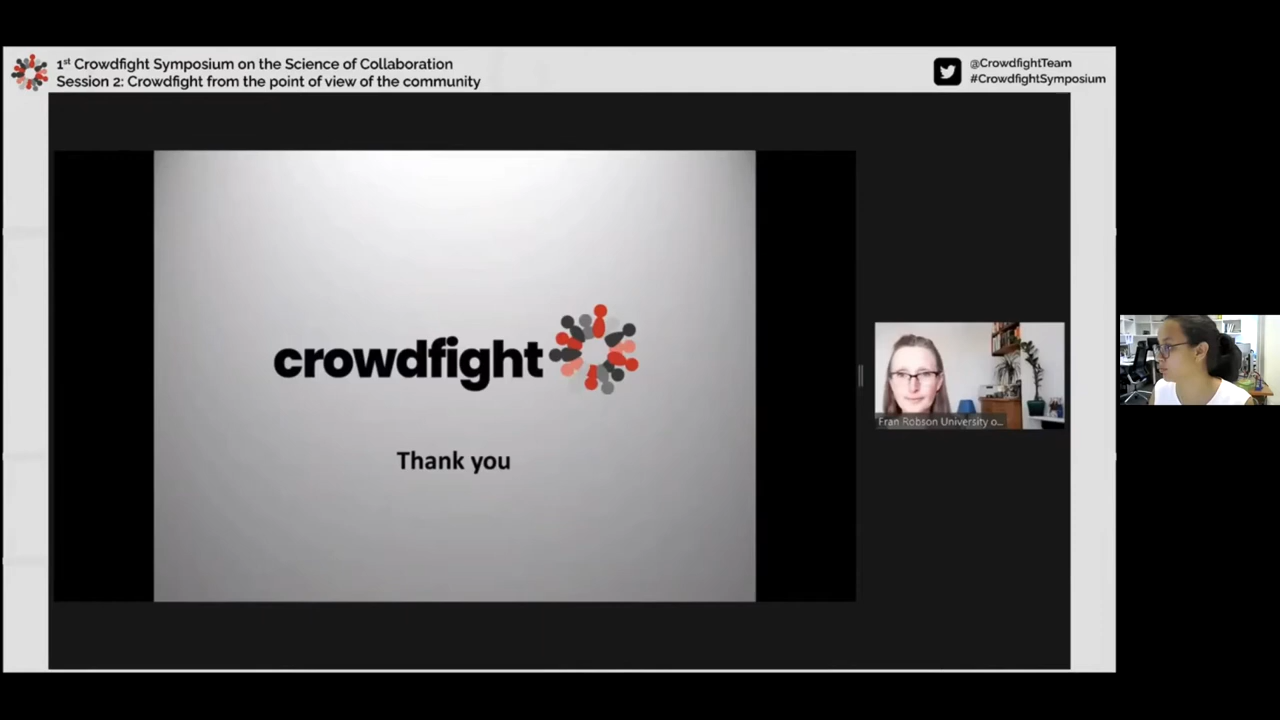 1st Crowdfight Symposium on the Science of Collaboration
Session 2: Crowdfight from the point of view of the community
@CrowdfightTeam
#CrowdfightSymposium
crowdfight
Thank you
Fran Robson University o...